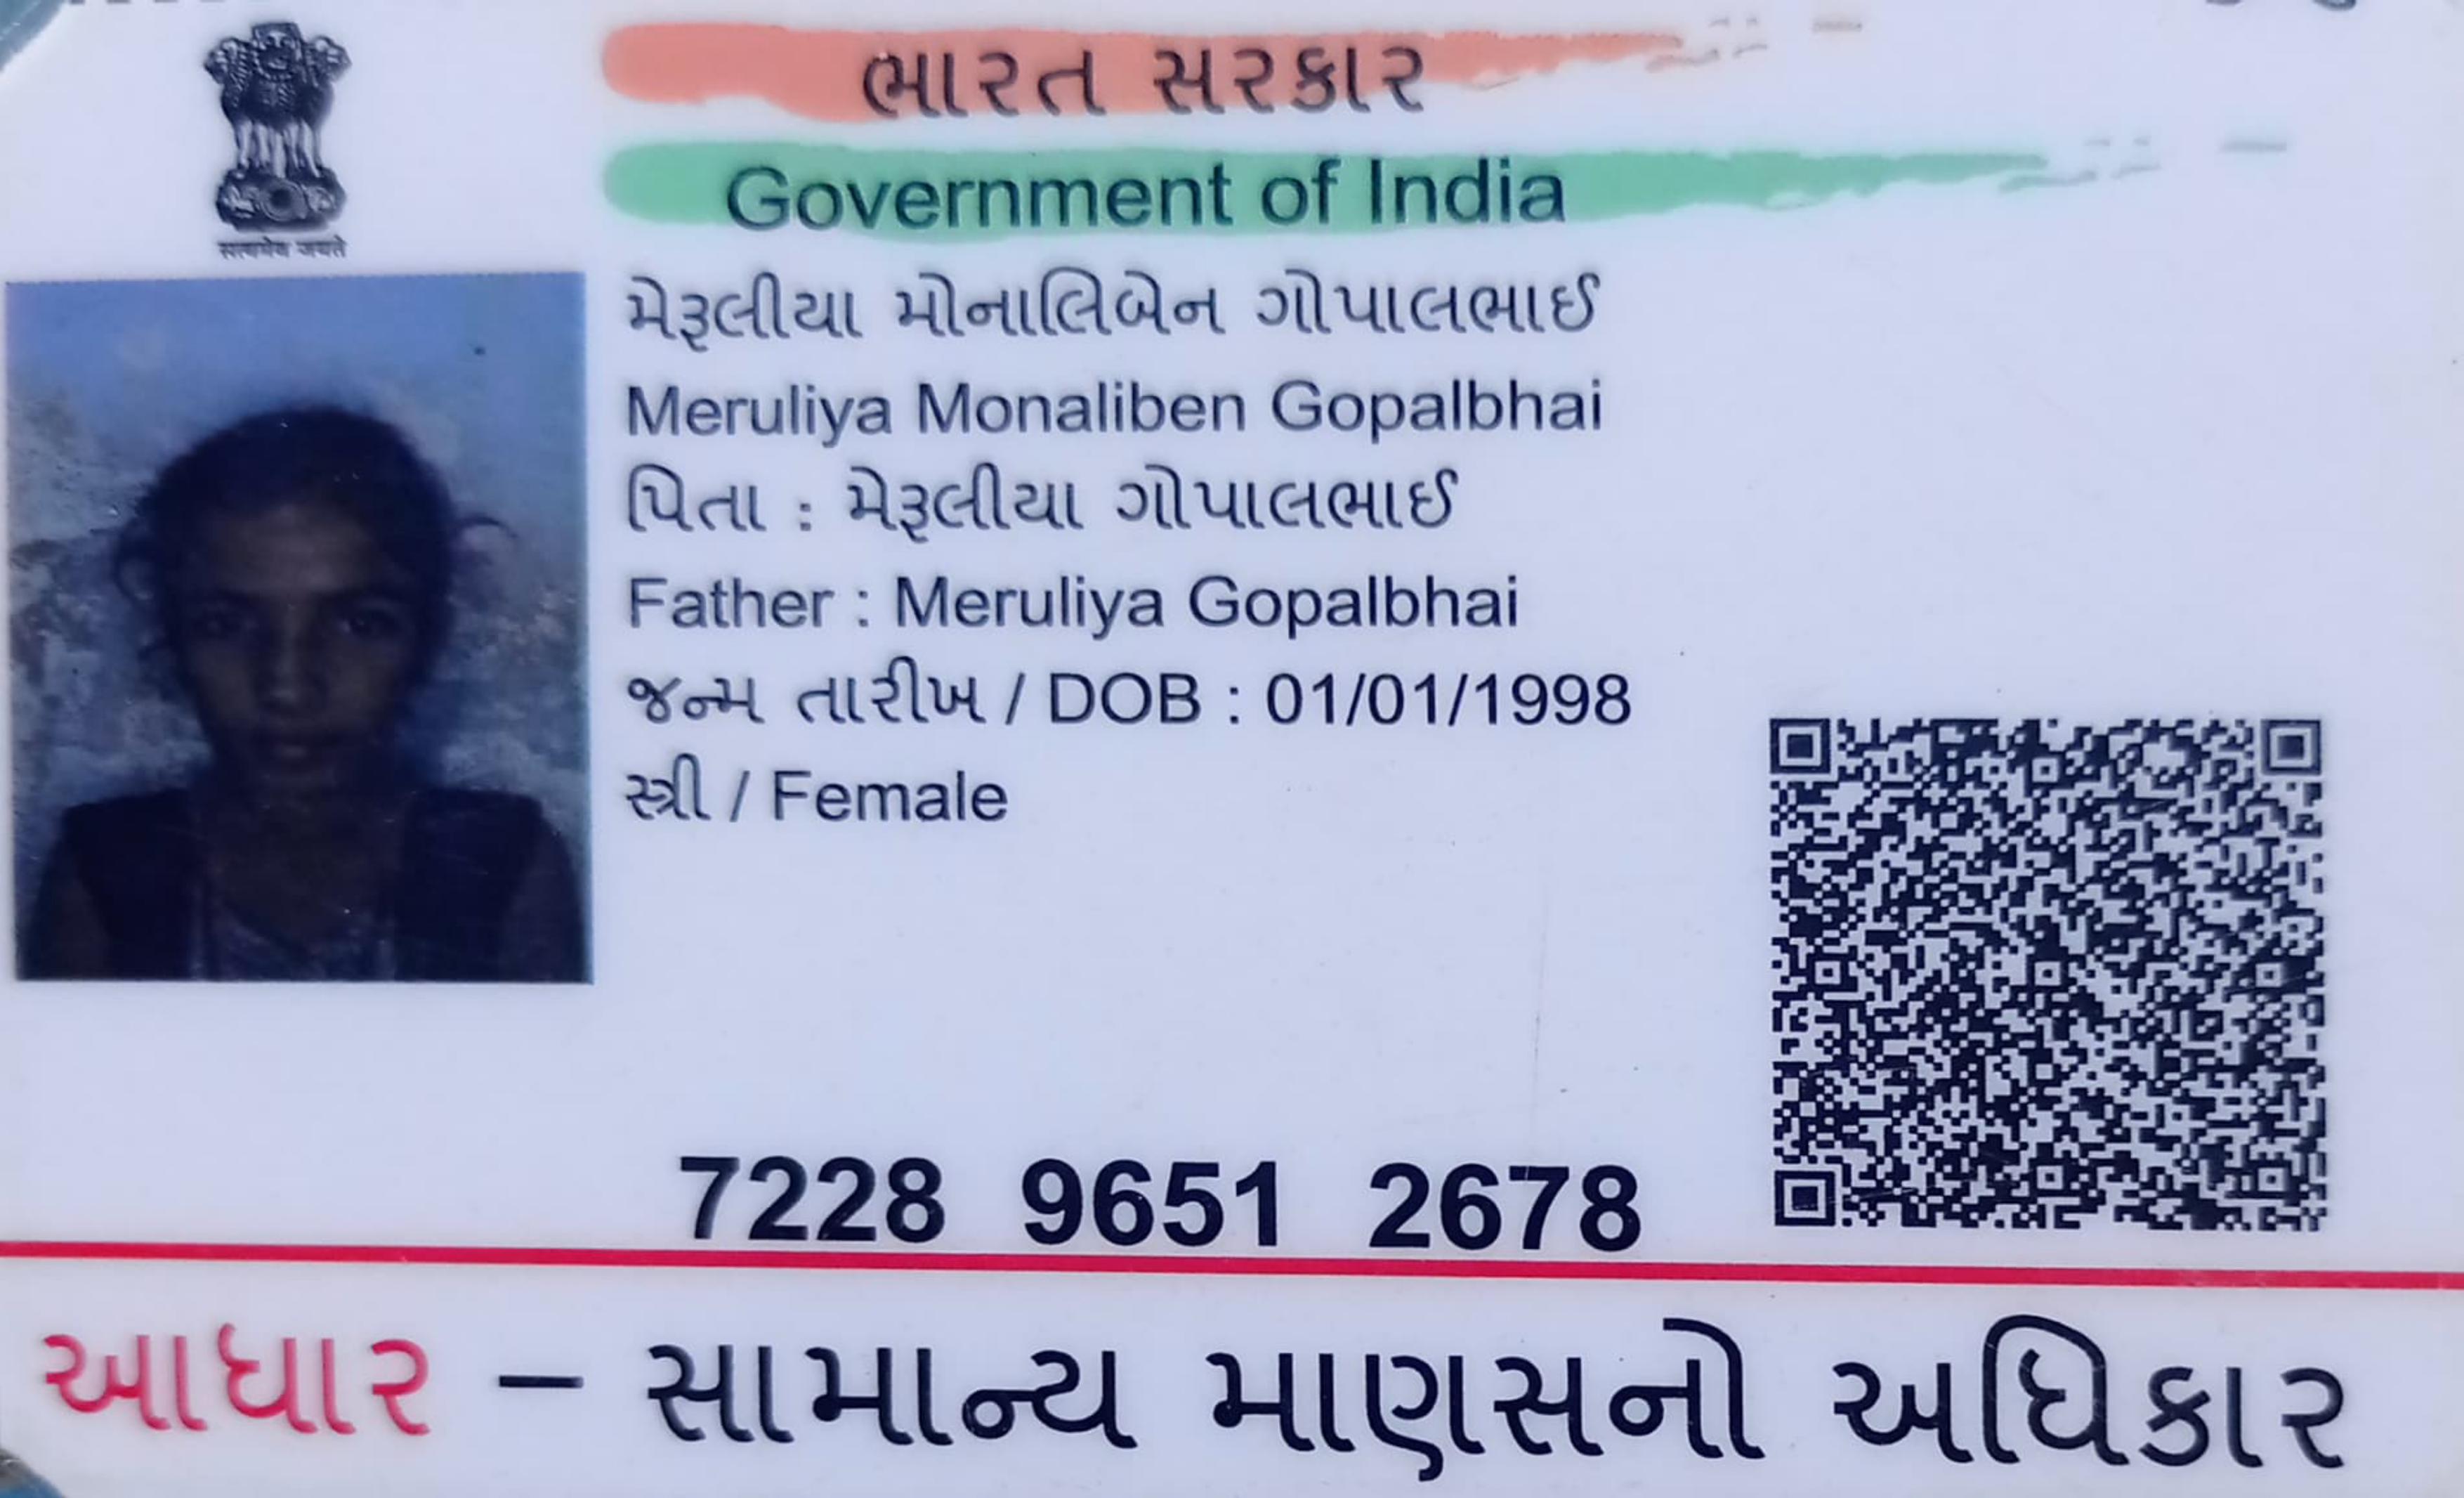 सत्यमेव जयते
ભારત સરકાર
Government of India
મેરૂલીયા મોનાલિબેન ગોપાલભાઈ
Meruliya Monaliben Gopalbhai
પિતા : મેરૂલીયા ગોપાલભાઈ
Father : Meruliya Gopalbhai
જન્મ તારીખ / DOB : 01/01/1998
સ્ત્રી / Female
7228 9651 2678
આધાર – સામાન્ય માણસનો અધિકાર